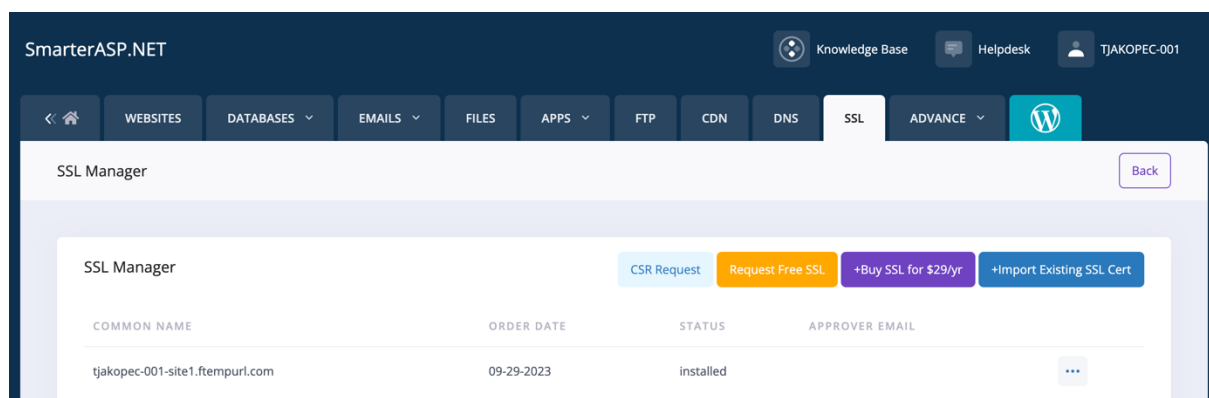 SmarterASP.NET
Knowledge Base
Helpdesk
TJAKOPEC-001
WEBSITES
DATABASES
EMAILS
FILES
APPS
FTP
CDN
DNS
SSL
ADVANCE
SSL Manager
Back
SSL Manager
CSR Request
Request Free SSL
+Buy SSL for $29/yr
+Import Existing SSL Cert
COMMON NAME
ORDER DATE
STATUS
APPROVER EMAIL
tjakopec-001-site1.ftempurl.com
09-29-2023
installed